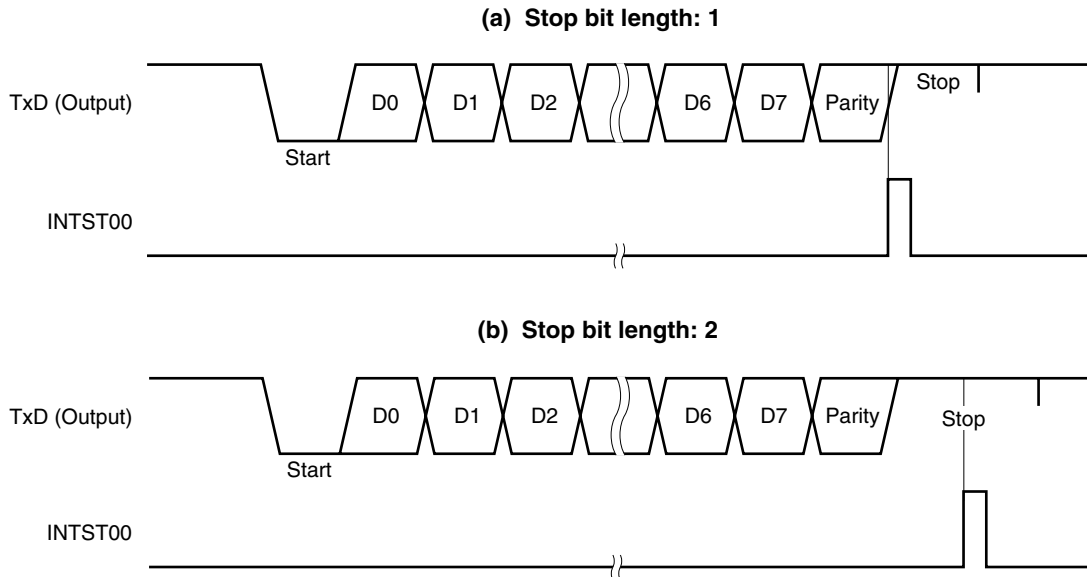 (a) Stop bit length: 1
TxD (Output)
D0 D1 D2 D6 D7 Parity Stop
Start
INTST00
(b) Stop bit length: 2
TxD (Output)
D0 D1 D2 D6 D7 Parity Stop
Start
INTST00